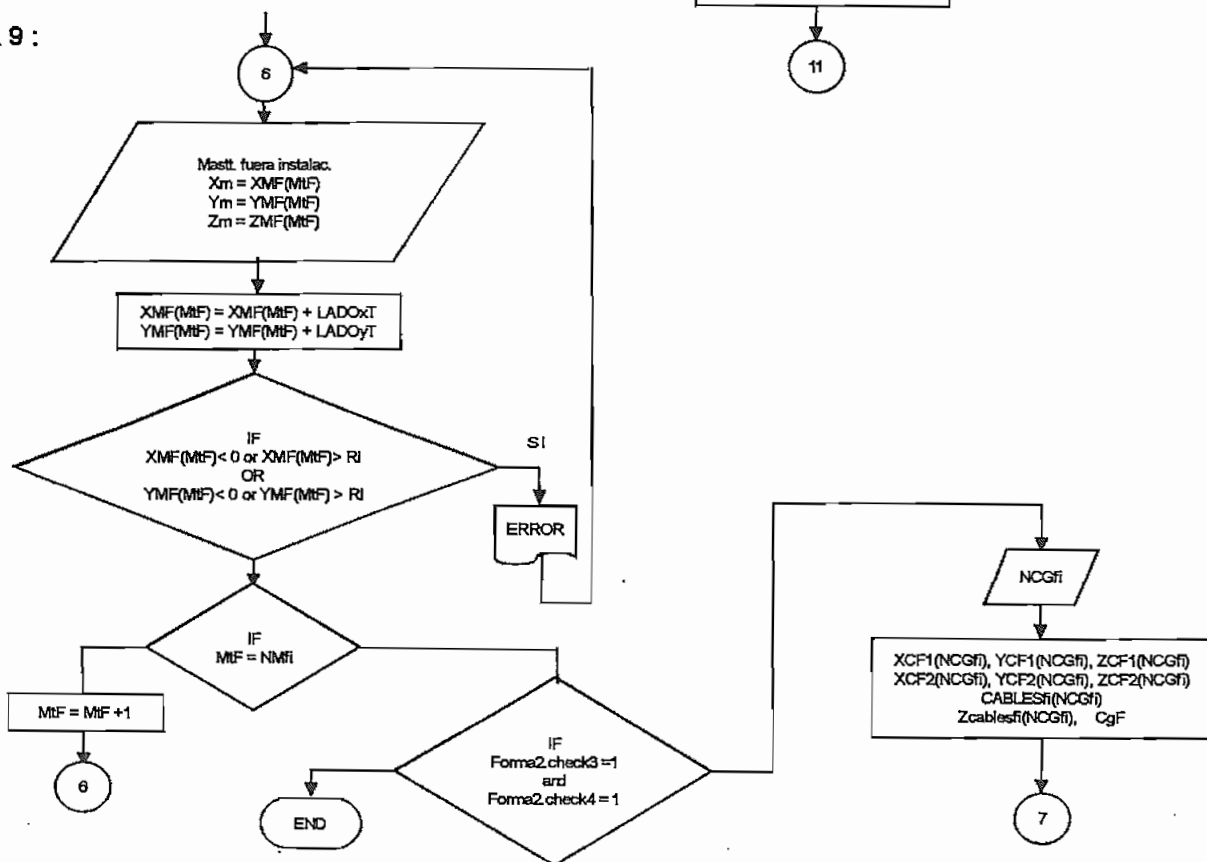 9:
6
11
Mastt. fuera instalac.
Xm = XMF(MtF)
Ym = YMF(MtF)
Zm = ZMF(MtF)
XMF(MtF) = XMF(MtF) + LADOxT
YMF(MtF) = YMF(MtF) + LADOyT
IF
XMF(MtF)< 0 or XMF(MtF)> RI
OR
YMF(MtF)< 0 or YMF(MtF) > RI
SI
ERROR
IF
MtF = NMfi
MtF = MtF +1
6
IF
Forma2.check3 =1
and
Forma2.check4 = 1
END
NCGfi
XCF1(NCGfi), YCF1(NCGfi), ZCF1(NCGfi)
XCF2(NCGfi), YCF2(NCGfi), ZCF2(NCGfi)
CABLESfi(NCGfi)
Zcablesfi(NCGfi), CgF
7